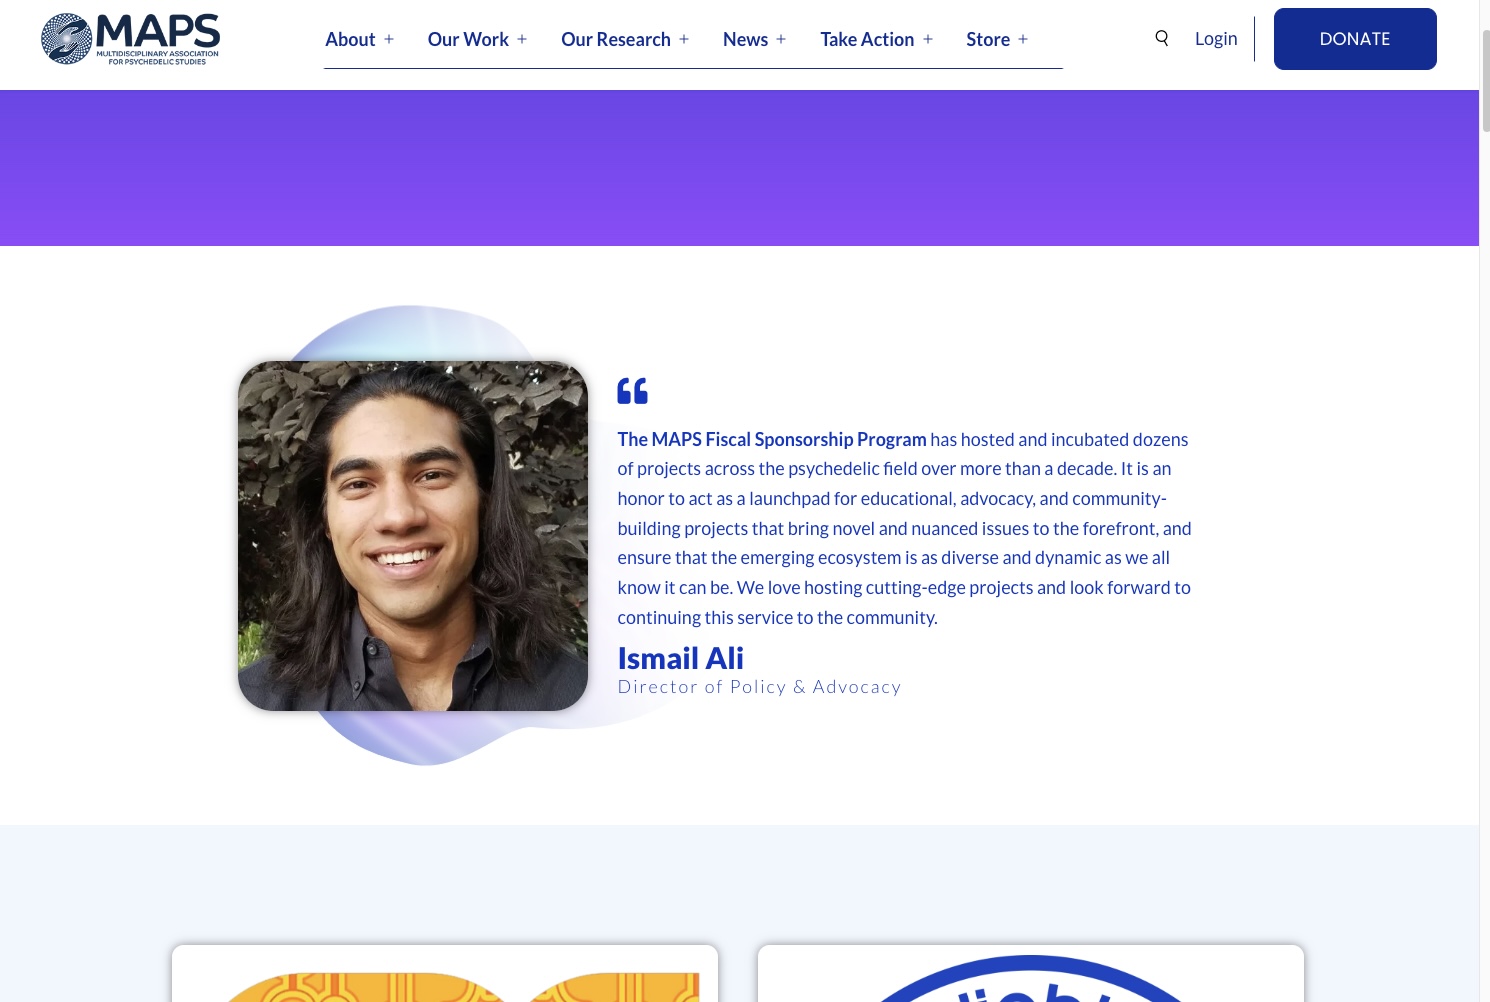 MAPS
MULTIDISCIPLINARY ASSOCIATION
FOR PSYCHEDELIC STUDIES
About + Our Work + Our Research + News + Take Action + Store +
Login
DONATE
“
The MAPS Fiscal Sponsorship Program has hosted and incubated dozens
of projects across the psychedelic field over more than a decade. It is an
honor to act as a launchpad for educational, advocacy, and community-
building projects that bring novel and nuanced issues to the forefront, and
ensure that the emerging ecosystem is as diverse and dynamic as we all
know it can be. We love hosting cutting-edge projects and look forward to
continuing this service to the community.
Ismail Ali
Director of Policy & Advocacy